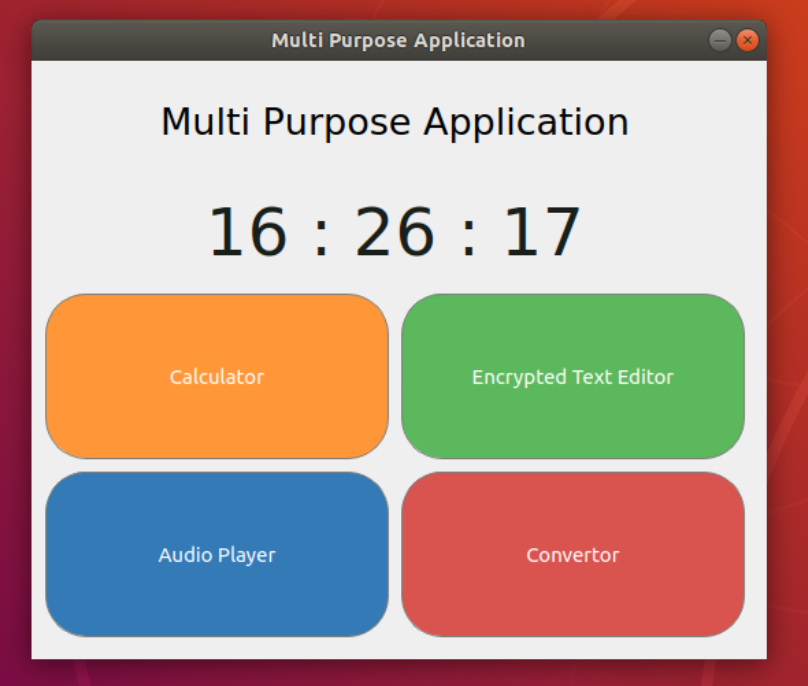 Multi Purpose Application
Multi Purpose Application
16 : 26 : 17
Calculator
Encrypted Text Editor
Audio Player
Convertor